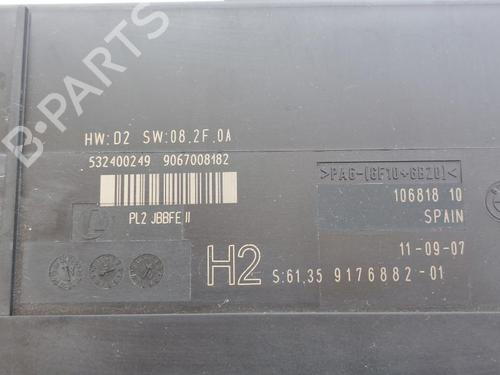 HW:D2 SW:08.2F.0A
532400249 9067008182
PL2 JBBFE II
>PA6-(GF10+GB20)<
106818 10
SPAIN
11-09-07
H2
S:61.35 9176882-01
B-PARTS